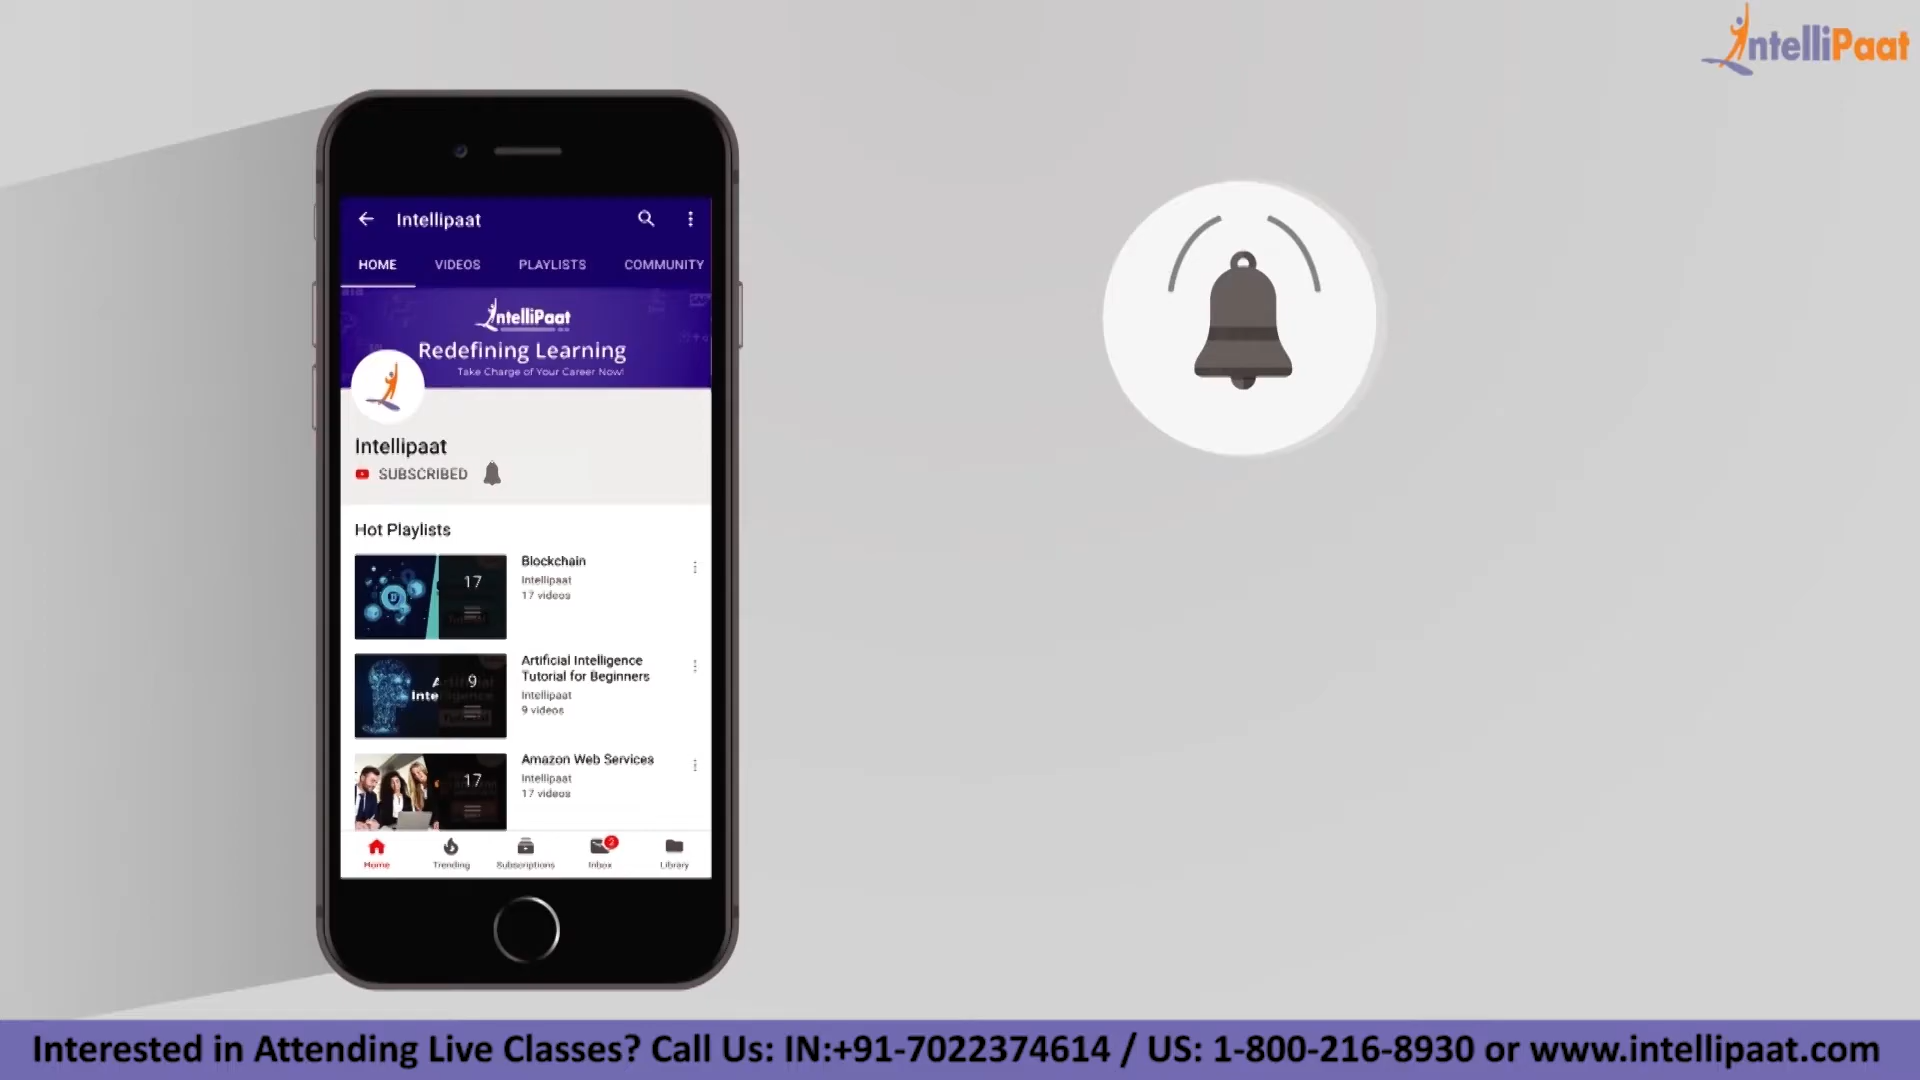 IntelliPaat
Intellipaat
HOME VIDEOS PLAYLISTS COMMUNITY
IntelliPaat
Redefining Learning
Take Charge of Your Career Now!
Intellipaat
SUBSCRIBED
Hot Playlists
17
Blockchain
Intellipaat
17 videos
9
Artificial Intelligence
Tutorial for Beginners
Intellipaat
9 videos
17
Amazon Web Services
Intellipaat
17 videos
2
Home Trending Subscriptions Inbox Library
Interested in Attending Live Classes? Call Us: IN:+91-7022374614 / US: 1-800-216-8930 or www.intellipaat.com